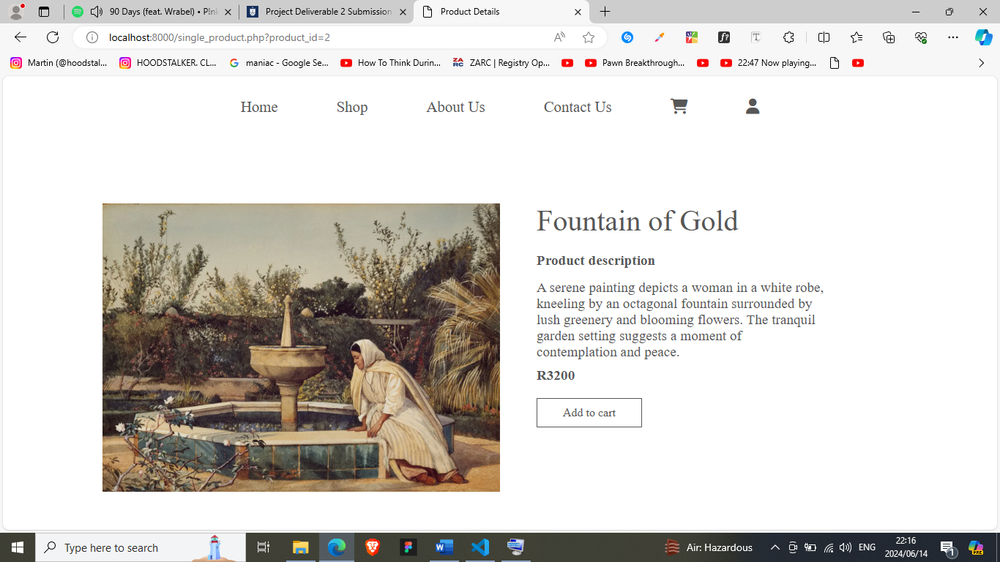 90 Days (feat. Wrabel) • P!nk
Project Deliverable 2 Submission
Product Details
localhost:8000/single_product.php?product_id=2
Martin (@hoodstal...
HOODSTALKER. CL...
maniac - Google Se...
How To Think Durin...
ZARC | Registry Op...
Pawn Breakthrough...
22:47 Now playing...
Home
Shop
About Us
Contact Us
Fountain of Gold
Product description
A serene painting depicts a woman in a white robe,
kneeling by an octagonal fountain surrounded by
lush greenery and blooming flowers. The tranquil
garden setting suggests a moment of
contemplation and peace.
R3200
Add to cart
Type here to search
Air: Hazardous
ENG
22:16
2024/06/14
1
PRE